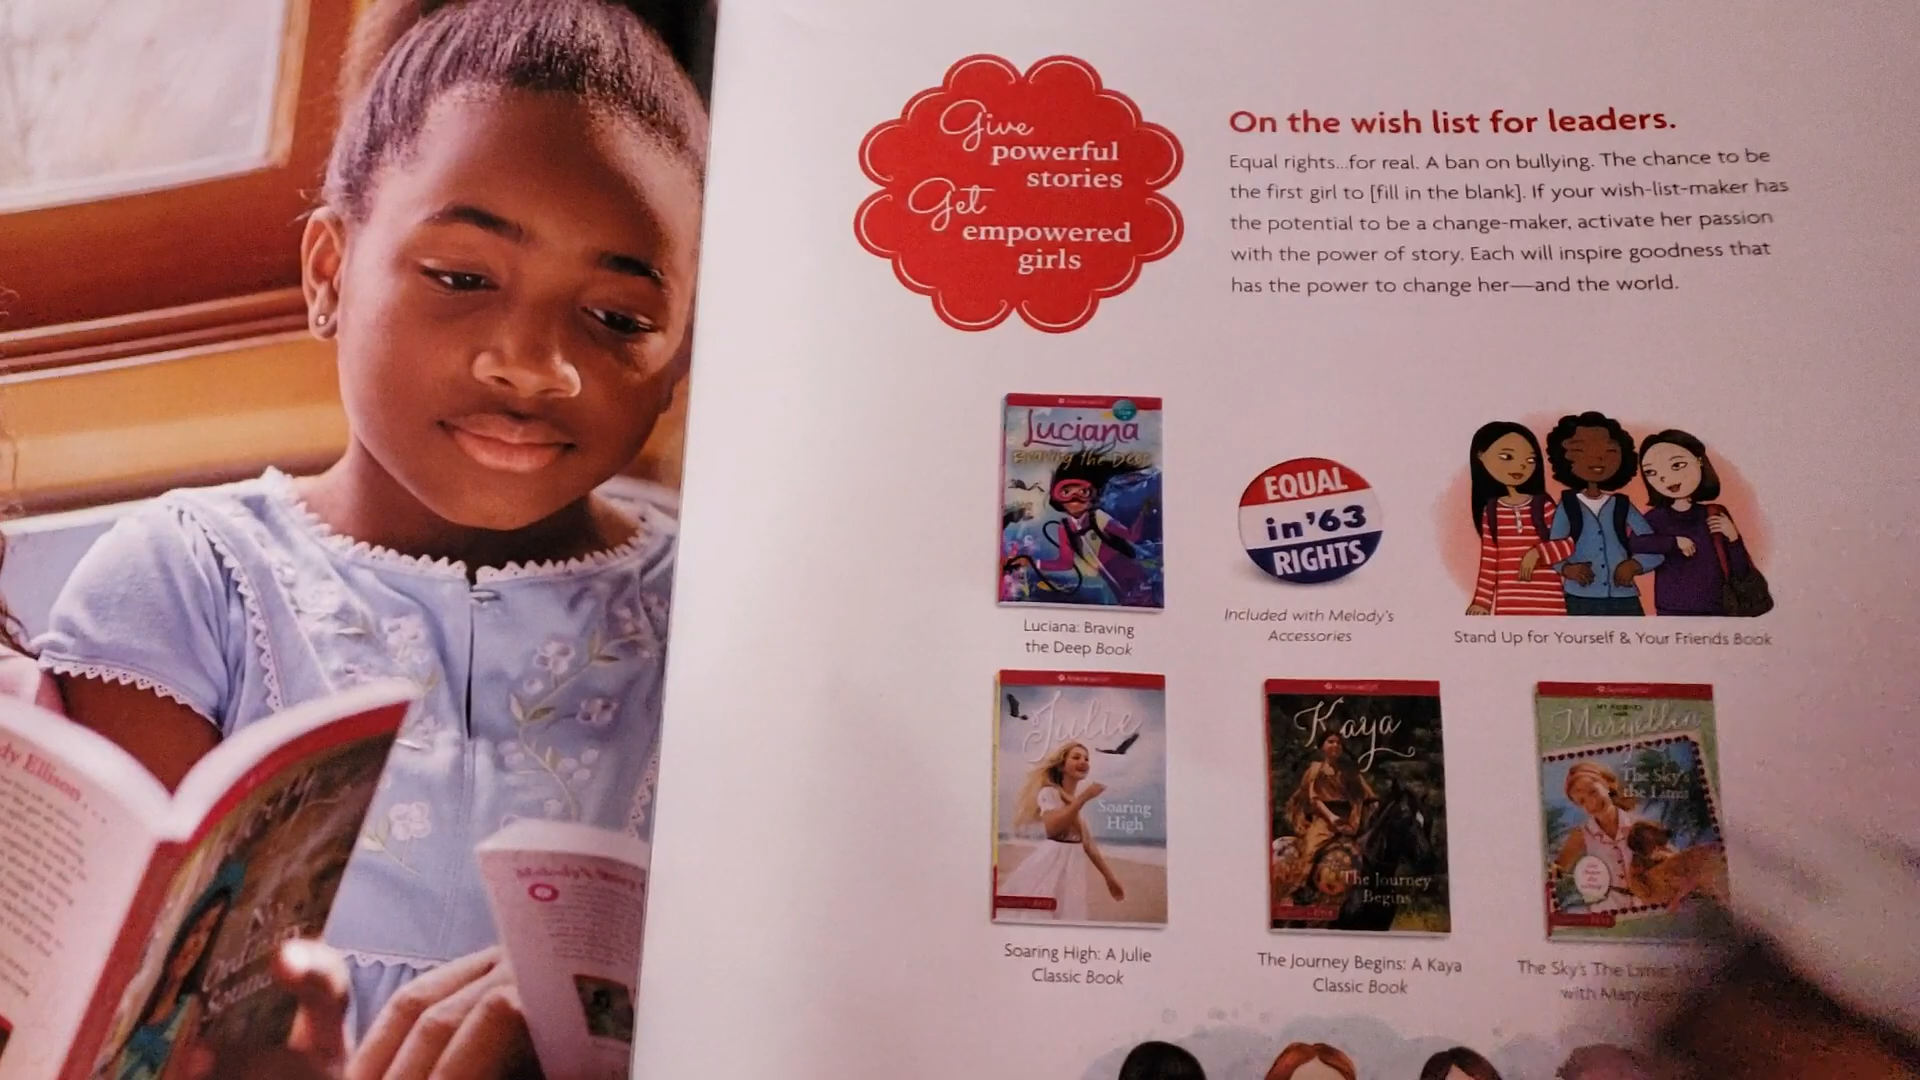 Give
powerful
stories
Get
empowered
girls
On the wish list for leaders.
Equal rights...for real. A ban on bullying. The chance to be
the first girl to [fill in the blank]. If your wish-list-maker has
the potential to be a change-maker, activate her passion
with the power of story. Each will inspire goodness that
has the power to change her—and the world.
Luciana
Braving the Deep
Luciana: Braving
the Deep Book
EQUAL
in '63
RIGHTS
Included with Melody's
Accessories
Stand Up for Yourself & Your Friends Book
Julie
Soaring
High
Soaring High: A Julie
Classic Book
Kaya
The Journey
Begins
The Journey Begins: A Kaya
Classic Book
Maryellen
The Sky's
the Limit
The Sky's The Limit:
with Maryellen
dy Ellison
No
Ordinary
Sound